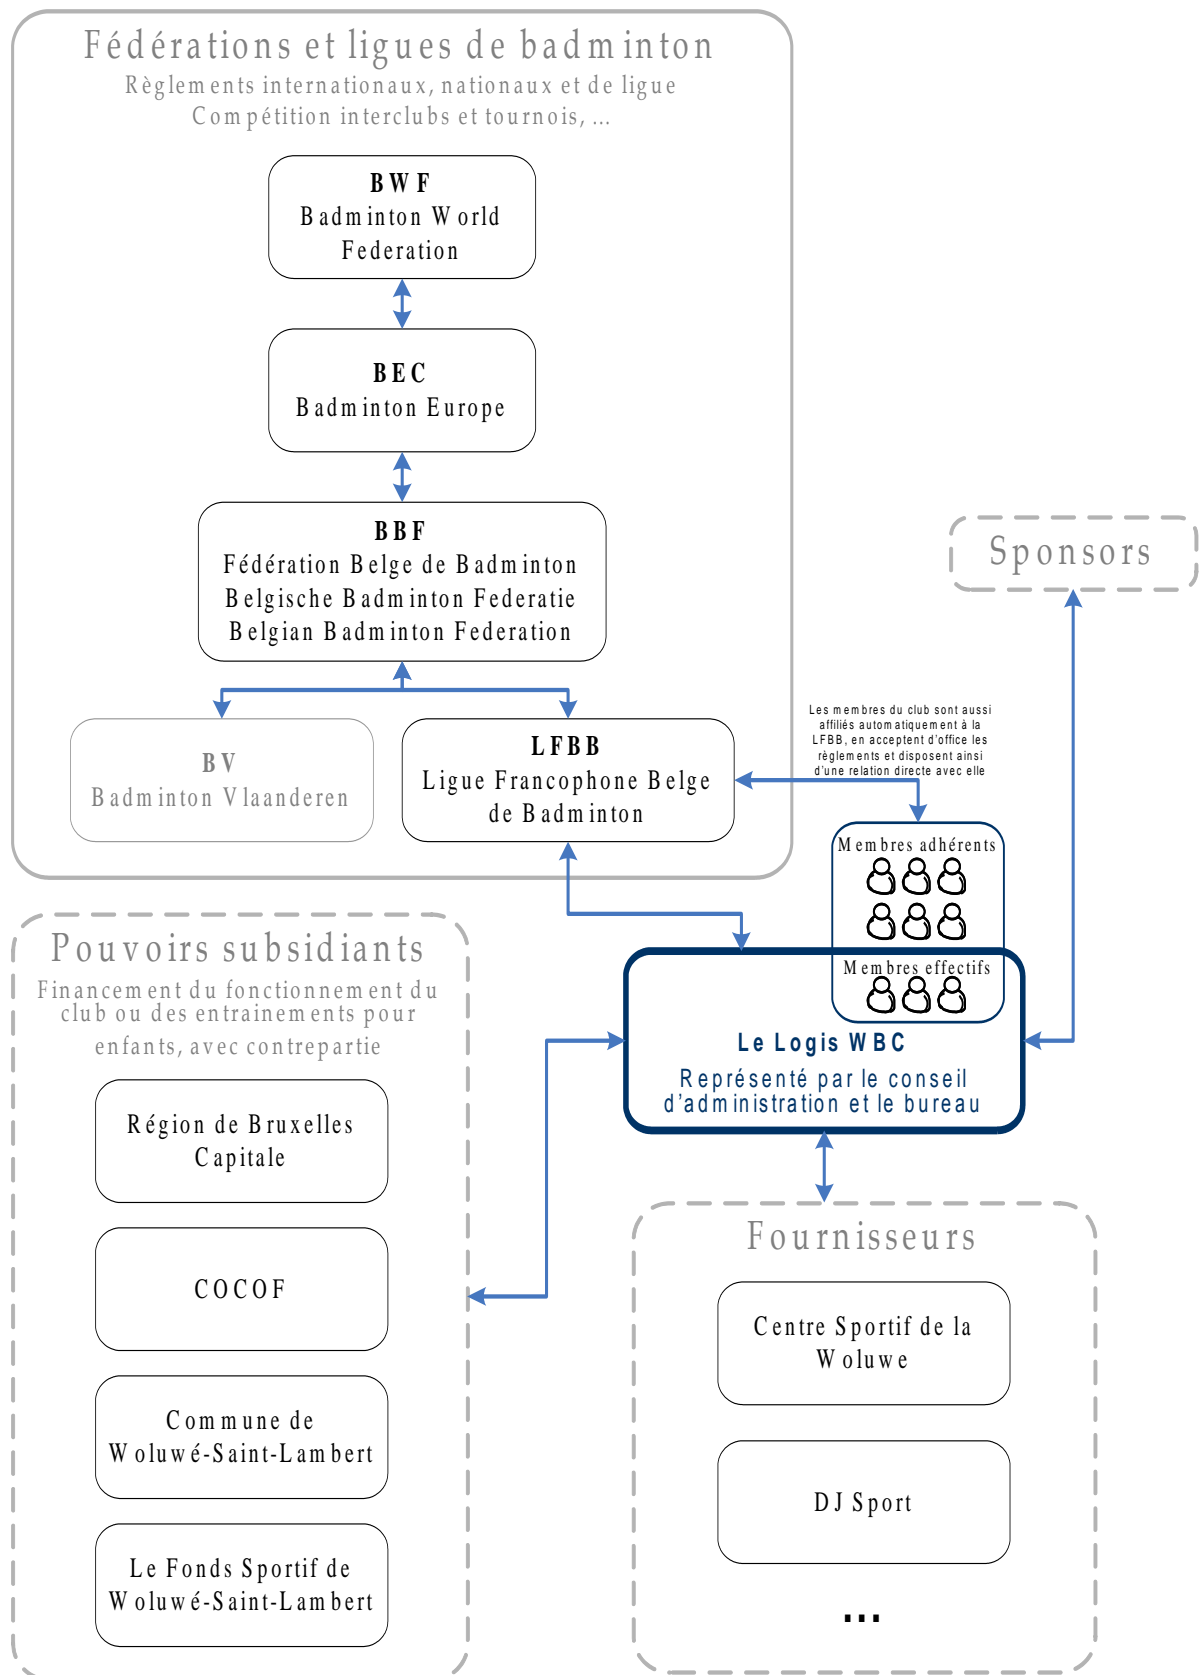 Fédérations et ligues de badminton
Règlements internationaux, nationaux et de ligue
Compétition interclubs et tournois, ...
BWF
Badminton World
Federation
BEC
Badminton Europe
BBF
Fédération Belge de Badminton
Belgische Badminton Federatie
Belgian Badminton Federation
BV
Badminton Vlaanderen
LFBB
Ligue Francophone Belge
de Badminton
Sponsors
Les membres du club sont aussi
affiliés automatiquement à la
LFBB, en acceptent d'office les
règlements et disposent ainsi
d'une relation directe avec elle
Membres adhérents
Membres effectifs
Le Logis WBC
Représenté par le conseil
d'administration et le bureau
Pouvoirs subsidiants
Financement du fonctionnement du
club ou des entrainements pour
enfants, avec contrepartie
Région de Bruxelles
Capitale
COCOF
Commune de
Woluwé-Saint-Lambert
Le Fonds Sportif de
Woluwé-Saint-Lambert
Fournisseurs
Centre Sportif de la
Woluwe
DJ Sport
...